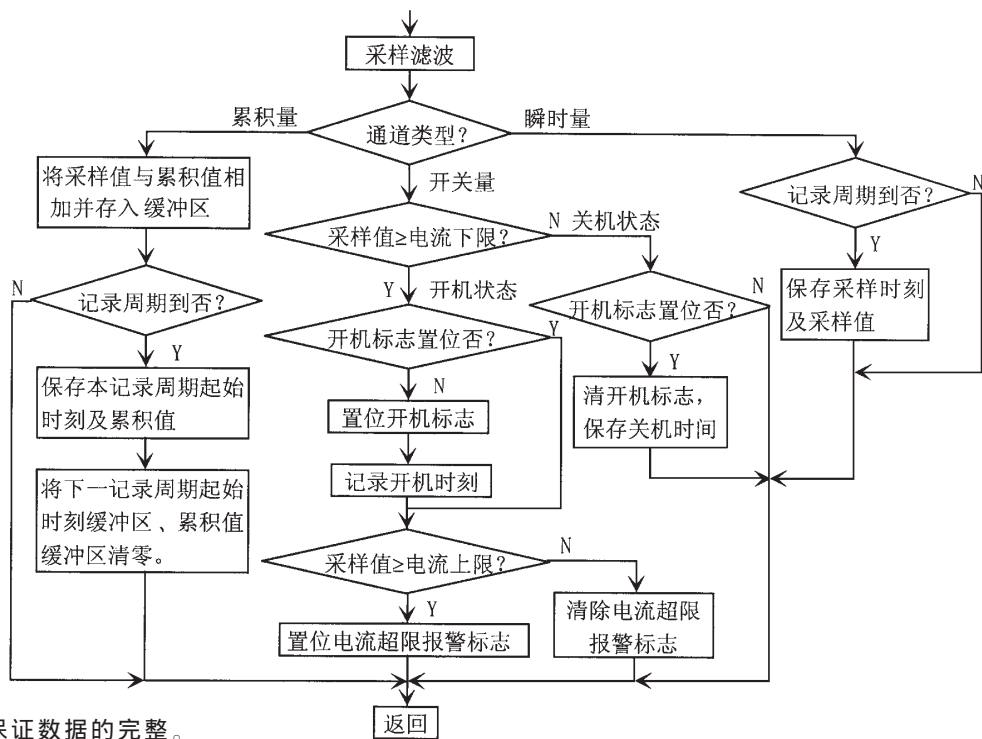 采样滤波
累积量
通道类型?
瞬时量
将采样值与累积值相
加并存入缓冲区
开关量
记录周期到否?
N
Y
保存采样时刻
及采样值
采样值≥电流下限?
N 关机状态
Y 开机状态
开机标志置位否?
N
Y
清开机标志,
保存关机时间
N
记录周期到否?
Y
保存本记录周期起始
时刻及累积值
将下一记录周期起始
时刻缓冲区、累积值
缓冲区清零。
开机标志置位否?
Y
N
置位开机标志
记录开机时刻
采样值≥电流上限?
N
Y
清除电流超限
报警标志
置位电流超限报警标志
返回
保证数据的完整。